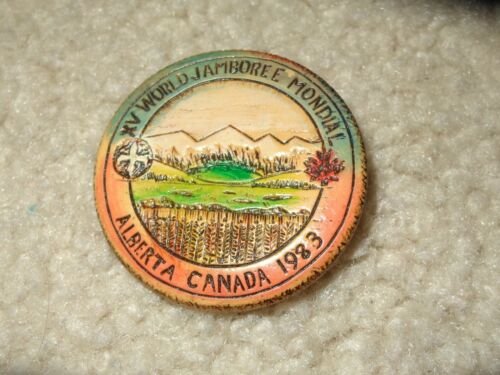 XV WORLD JAMBOREE MONDIAL
ALBERTA CANADA 1983